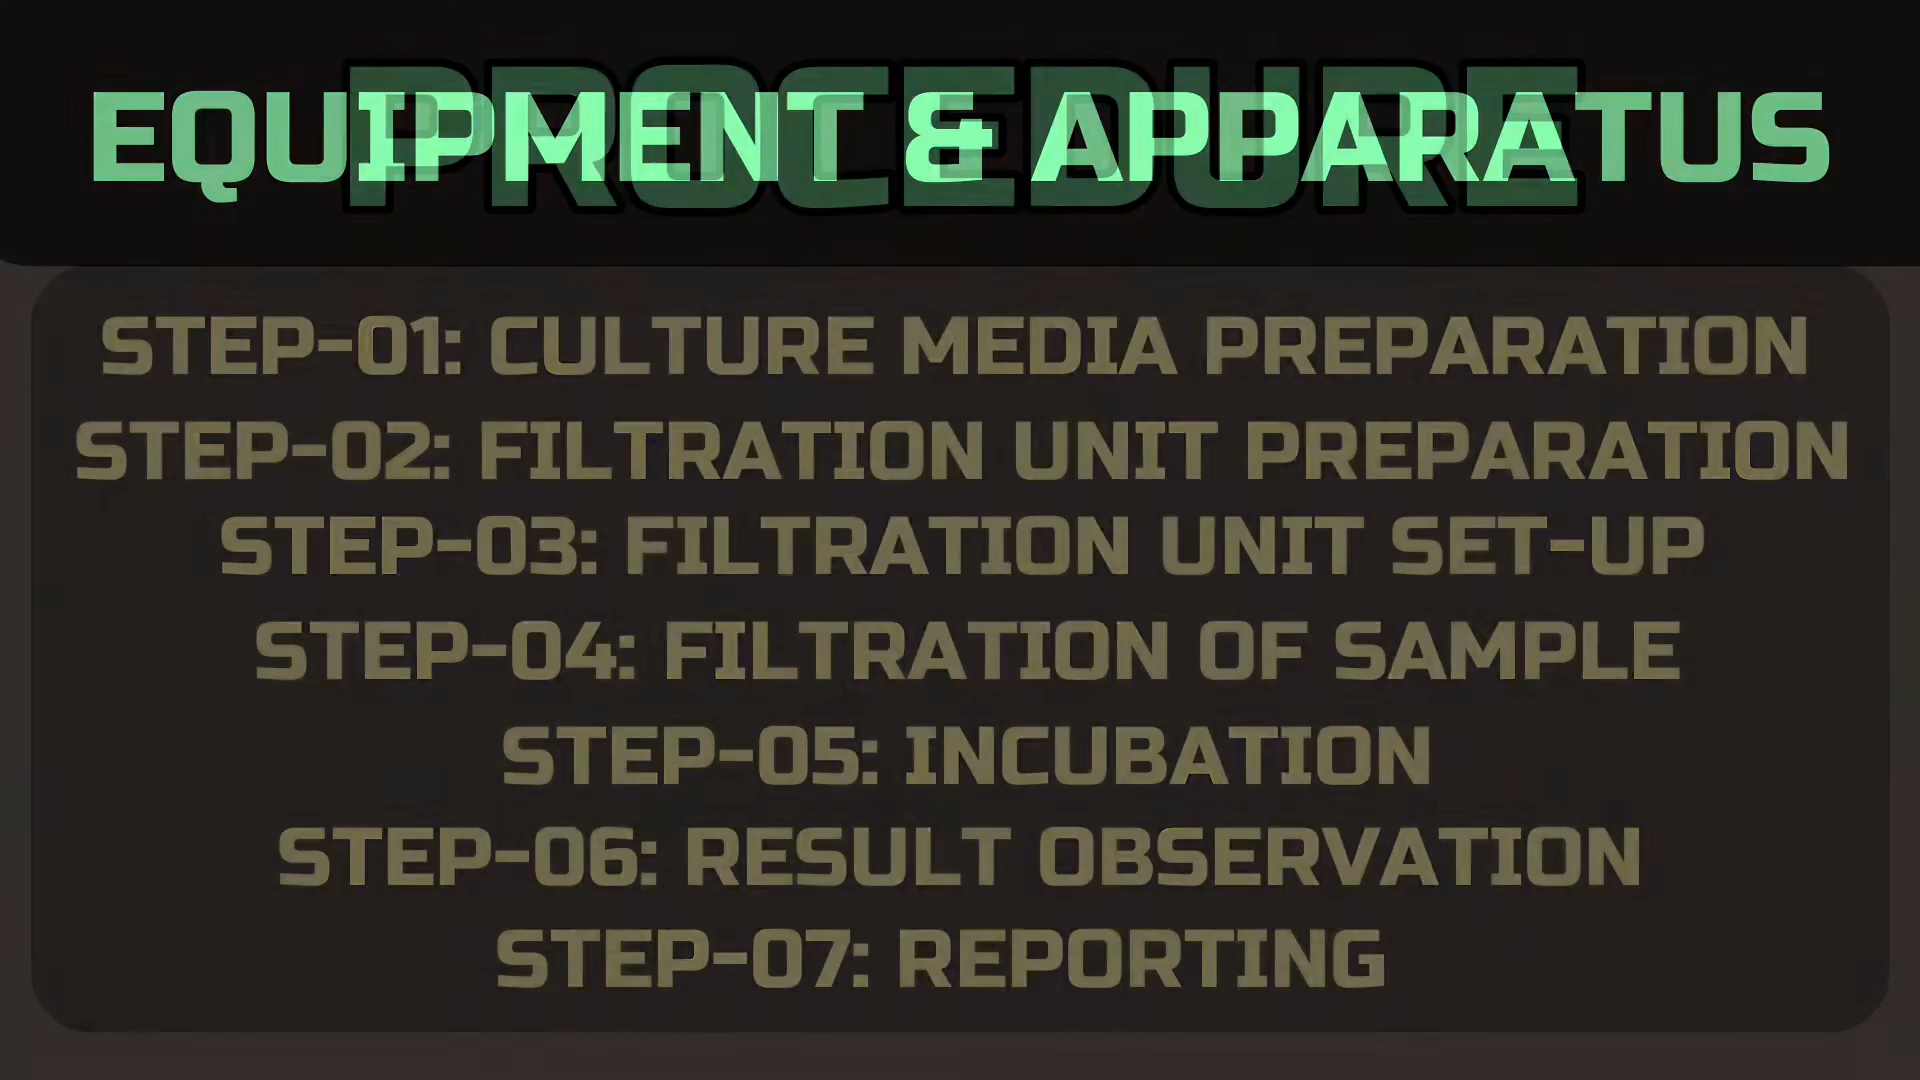 PROCEDURE
EQUIPMENT & APPARATUS
STEP-01: CULTURE MEDIA PREPARATION
STEP-02: FILTRATION UNIT PREPARATION
STEP-03: FILTRATION UNIT SET-UP
STEP-04: FILTRATION OF SAMPLE
STEP-05: INCUBATION
STEP-06: RESULT OBSERVATION
STEP-07: REPORTING